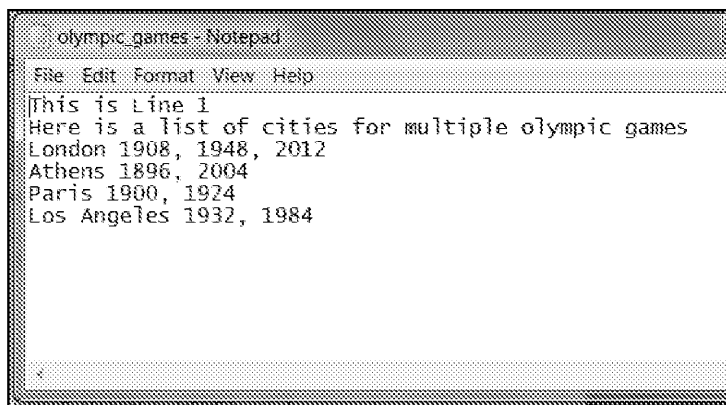 olympic_games - Notepad
File Edit Format View Help
This is Line 1
Here is a list of cities for multiple olympic games
London 1908, 1948, 2012
Athens 1896, 2004
Paris 1900, 1924
Los Angeles 1932, 1984